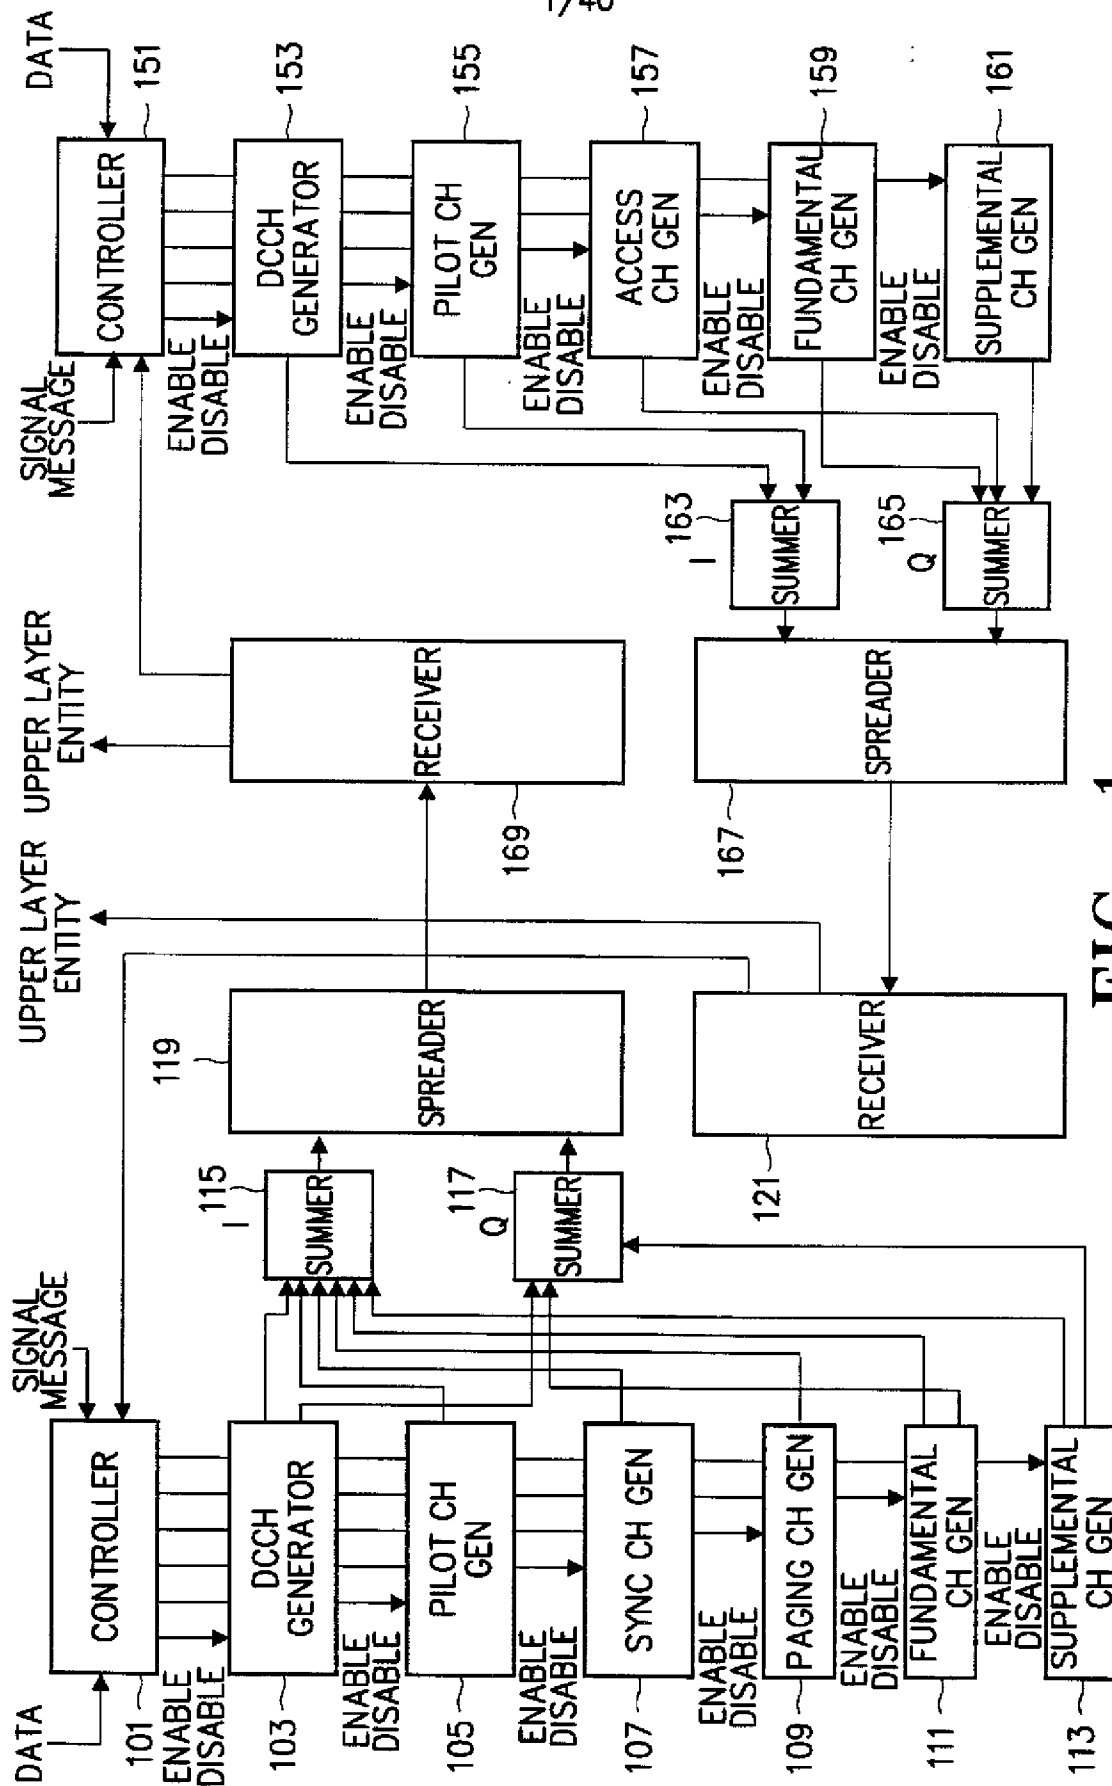 1/40
DATA
SIGNAL
MESSAGE
UPPER LAYER
ENTITY
UPPER LAYER
ENTITY
SIGNAL
MESSAGE
DATA
101
CONTROLLER
ENABLE
DISABLE
103
DCCH
GENERATOR
ENABLE
DISABLE
105
PILOT CH
GEN
ENABLE
DISABLE
107
SYNC CH GEN
ENABLE
DISABLE
109
PAGING CH GEN
ENABLE
DISABLE
111
FUNDAMENTAL
CH GEN
ENABLE
DISABLE
113
SUPPLEMENTAL
CH GEN
115
I
SUMMER
117
Q
SUMMER
119
SPREADER
121
RECEIVER
CONTROLLER
151
ENABLE
DISABLE
DCCH
GENERATOR
153
ENABLE
DISABLE
PILOT CH
GEN
155
ENABLE
DISABLE
ACCESS
CH GEN
157
ENABLE
DISABLE
FUNDAMENTAL
CH GEN
159
ENABLE
DISABLE
SUPPLEMENTAL
CH GEN
161
163
I
SUMMER
165
Q
SUMMER
167
SPREADER
169
RECEIVER
FIG. 1